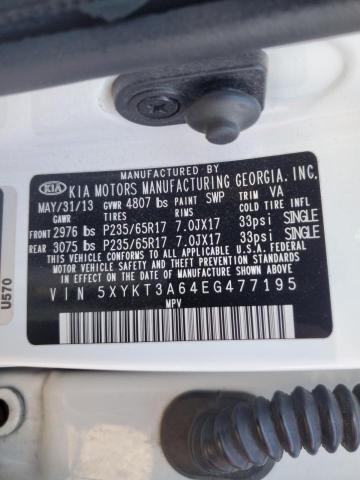 MANUFACTURED BY
KIA KIA MOTORS MANUFACTURING GEORGIA, INC.
MAY/31/13 GVWR 4807 lbs PAINT SWP TRIM VA
GAWR TIRES RIMS
FRONT 2976 lbs P235/65R17 7.0JX17 33psi SINGLE
REAR 3075 lbs P235/65R17 7.0JX17 33psi SINGLE
THIS VEHICLE CONFORMS TO ALL APPLICABLE U.S.A. FEDERAL
MOTOR VEHICLE SAFETY, BUMPER, AND THEFT PREVENTION
STANDARDS IN EFFECT ON THE DATE OF MANUFACTURE
SHOWN ABOVE.
VIN 5XYKT3A64EG477195
MPV
U570